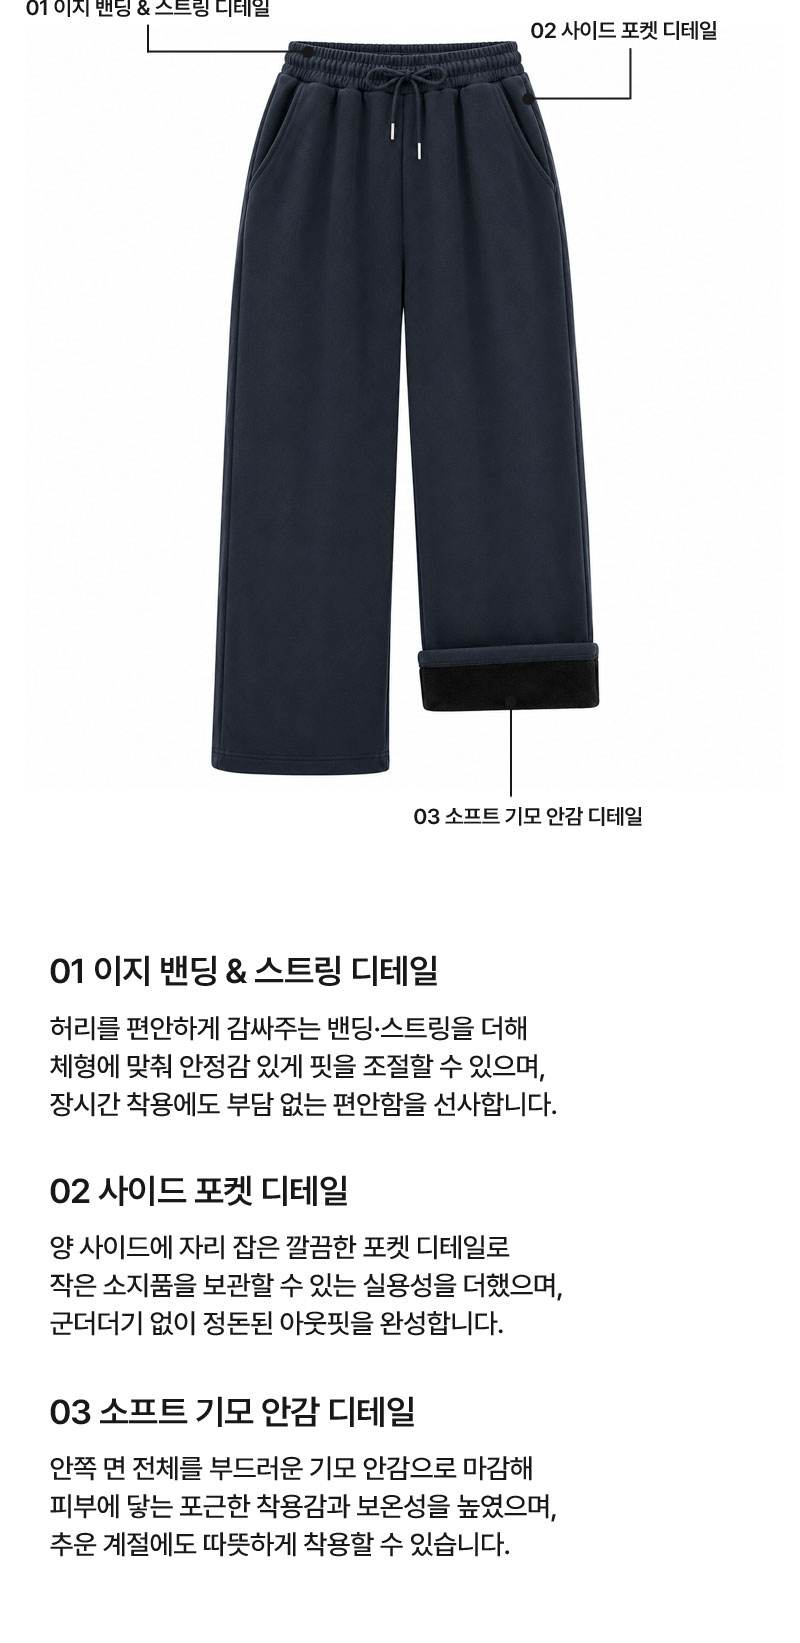 01 이지 밴딩 & 스트링 디테일
02 사이드 포켓 디테일
03 소프트 기모 안감 디테일
01 이지 밴딩 & 스트링 디테일
허리를 편안하게 감싸주는 밴딩·스트링을 더해
체형에 맞춰 안정감 있게 핏을 조절할 수 있으며,
장시간 착용에도 부담 없는 편안함을 선사합니다.
02 사이드 포켓 디테일
양 사이드에 자리 잡은 깔끔한 포켓 디테일로
작은 소지품을 보관할 수 있는 실용성을 더했으며,
군더더기 없이 정돈된 아웃핏을 완성합니다.
03 소프트 기모 안감 디테일
안쪽 면 전체를 부드러운 기모 안감으로 마감해
피부에 닿는 포근한 착용감과 보온성을 높였으며,
추운 계절에도 따뜻하게 착용할 수 있습니다.